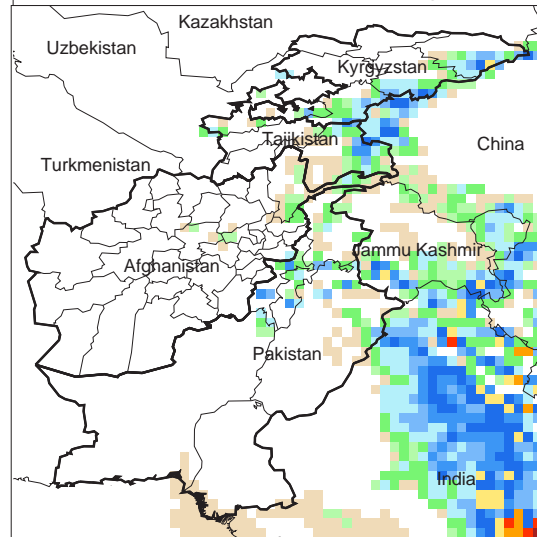 Kazakhstan
Uzbekistan
Kyrgyzstan
Tajikistan
China
Turkmenistan
Jammu Kashmir
Afghanistan
Pakistan
India